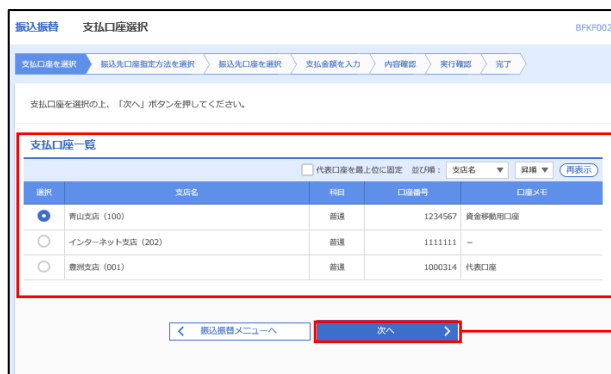 振込振替 支払口座選択 BFKF002
支払口座を選択 振込先口座指定方法を選択 振込先口座を選択 支払金額を入力 内容確認 実行確認 完了
支払口座を選択の上、「次へ」ボタンを押してください。
支払口座一覧
代表口座を最上位に固定 並び順： 支店名 ▼ 昇順 ▼ 再表示
選択 支店名 科目 口座番号 口座メモ
青山支店（100） 普通 1234567 資金移動用口座
インターネット支店（202） 普通 1111111 －
豊洲支店（001） 普通 1000314 代表口座
振込振替メニューへ 次へ